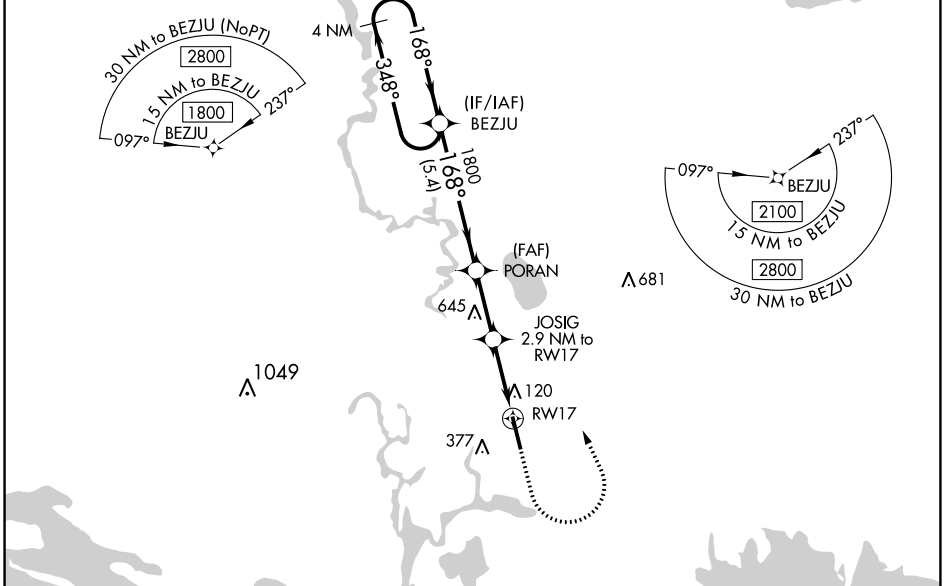 30 NM to BEZJU (NoPT)
2800
15 NM to BEZJU
1800
097°
BEZJU
237°
4 NM
168°
348°
(IF/IAF)
BEZJU
1800
168°
(5.4)
(FAF)
PORAN
645
681
JOSIG
2.9 NM to
RW17
1049
120
RW17
377
097°
237°
BEZJU
2100
15 NM to BEZJU
2800
30 NM to BEZJU